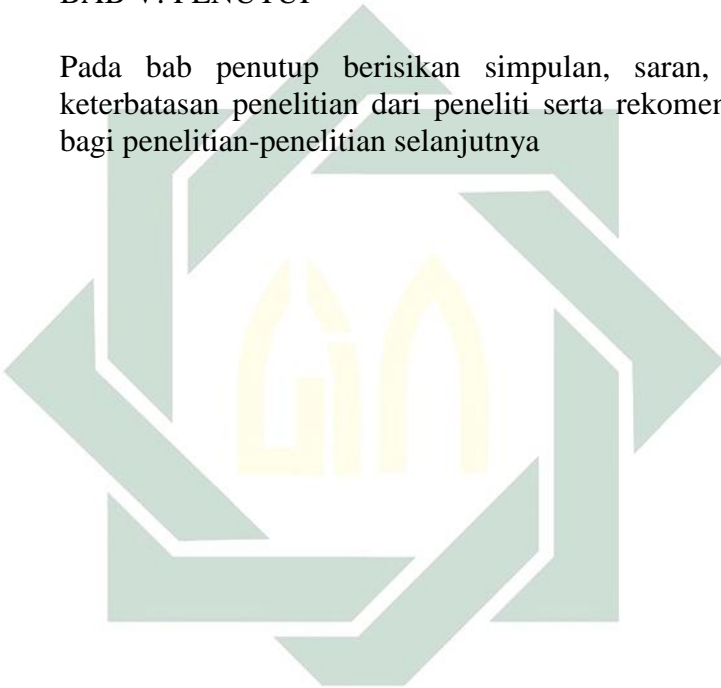 Pada bab penutup berisikan simpulan, saran,
keterbatasan penelitian dari peneliti serta
bagi penelitian-penelitian selanjutnya